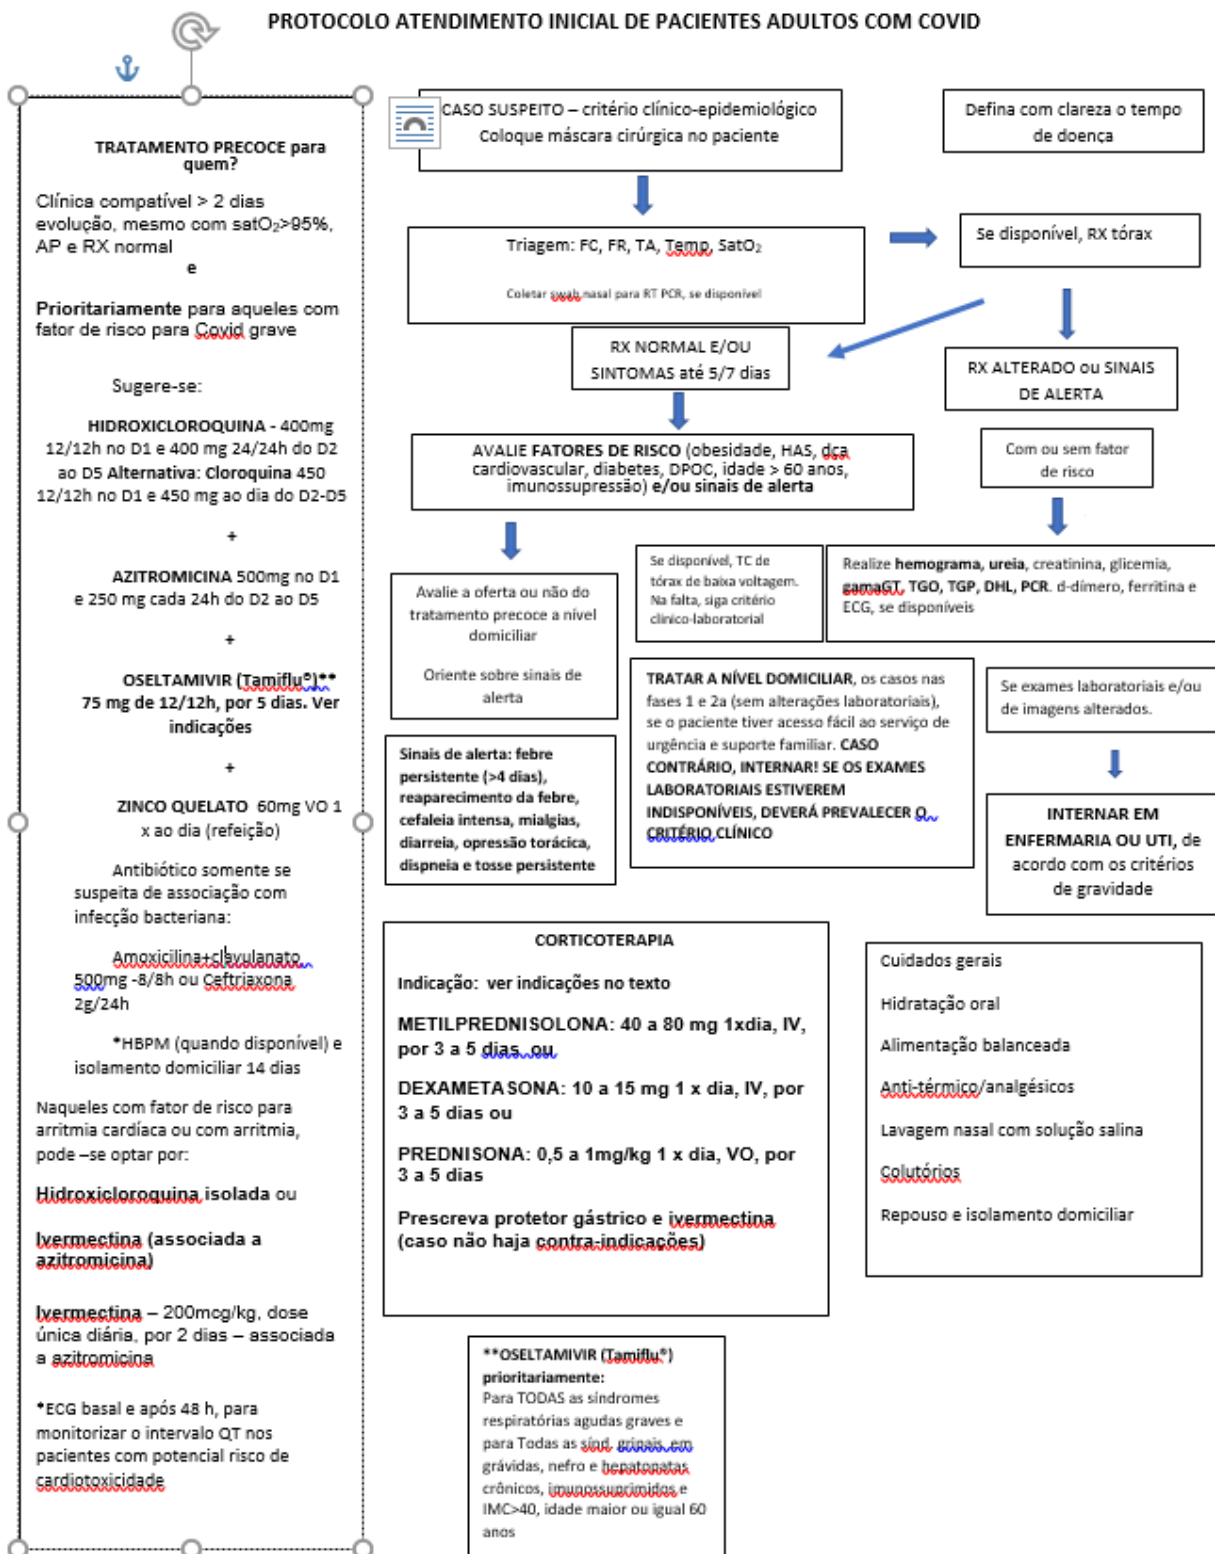 PROTOCOLO ATENDIMENTO INICIAL DE PACIENTES ADULTOS COM COVID
TRATAMENTO PRECOCE para
quem?
Clínica compatível > 2 dias
evolução, mesmo com satO₂>95%,
AP e RX normal
e
Prioritariamente para aqueles com
fator de risco para Covid grave
Sugere-se:
HIDROXICLOROQUINA - 400mg
12/12h no D1 e 400 mg 24/24h do D2
ao D5 Alternativa: Cloroquina 450
12/12h no D1 e 450 mg ao dia do D2-D5
+
AZITROMICINA 500mg no D1
e 250 mg cada 24h do D2 ao D5
+
OSELTAMIVIR (Tamiflu®)**
75 mg de 12/12h, por 5 dias. Ver
indicações
+
ZINCO QUELATO 60mg VO 1
x ao dia (refeição)
Antibiótico somente se
suspeita de associação com
infecção bacteriana:
Amoxicilina+clavulanato
500mg -8/8h ou Ceftriaxona
2g/24h
*HBPM (quando disponível) e
isolamento domiciliar 14 dias
Naqueles com fator de risco para
arritmia cardíaca ou com arritmia,
pode –se optar por:
Hidroxicloroquina isolada ou
Ivermectina (associada a
azitromicina)
Ivermectina – 200mcg/kg, dose
única diária, por 2 dias – associada
a azitromicina
*ECG basal e após 48 h, para
monitorizar o intervalo QT nos
pacientes com potencial risco de
cardiotoxicidade
CASO SUSPEITO – critério clínico-epidemiológico
Coloque máscara cirúrgica no paciente
Defina com clareza o tempo
de doença
Triagem: FC, FR, TA, Temp, SatO₂
Coletar swab nasal para RT PCR, se disponível
Se disponível, RX tórax
RX NORMAL E/OU
SINTOMAS até 5/7 dias
RX ALTERADO ou SINAIS
DE ALERTA
AVALIE FATORES DE RISCO (obesidade, HAS, dça
cardiovascular, diabetes, DPOC, idade > 60 anos,
imunossupressão) e/ou sinais de alerta
Com ou sem fator
de risco
Avalie a oferta ou não do
tratamento precoce a nível
domiciliar
Oriente sobre sinais de
alerta
Se disponível, TC de
tórax de baixa voltagem.
Na falta, siga critério
clínico-laboratorial
Realize hemograma, ureia, creatinina, glicemia,
gamaGT, TGO, TGP, DHL, PCR. d-dímero, ferritina e
ECG, se disponíveis
Sinais de alerta: febre
persistente (>4 dias),
reaparecimento da febre,
cefaleia intensa, mialgias,
diarreia, opressão torácica,
dispneia e tosse persistente
TRATAR A NÍVEL DOMICILIAR, os casos nas
fases 1 e 2a (sem alterações laboratoriais),
se o paciente tiver acesso fácil ao serviço de
urgência e suporte familiar. CASO
CONTRÁRIO, INTERNAR! SE OS EXAMES
LABORATORIAIS ESTIVEREM
INDISPONÍVEIS, DEVERÁ PREVALECER O
CRITÉRIO CLÍNICO
Se exames laboratoriais e/ou
de imagens alterados.
INTERNAR EM
ENFERMARIA OU UTI, de
acordo com os critérios
de gravidade
CORTICOTERAPIA
Indicação: ver indicações no texto
METILPREDNISOLONA: 40 a 80 mg 1xdia, IV,
por 3 a 5 dias ou
DEXAMETASONA: 10 a 15 mg 1 x dia, IV, por
3 a 5 dias ou
PREDNISONA: 0,5 a 1mg/kg 1 x dia, VO, por
3 a 5 dias
Prescreva protetor gástrico e ivermectina
(caso não haja contra-indicações)
Cuidados gerais
Hidratação oral
Alimentação balanceada
Anti-térmico/analgésicos
Lavagem nasal com solução salina
Colutórios
Repouso e isolamento domiciliar
**OSELTAMIVIR (Tamiflu®)
prioritariamente:
Para TODAS as síndromes
respiratórias agudas graves e
para Todas as sínd. gripais em
grávidas, nefro e hepatopatas
crônicos, imunossuprimidos e
IMC>40, idade maior ou igual 60
anos